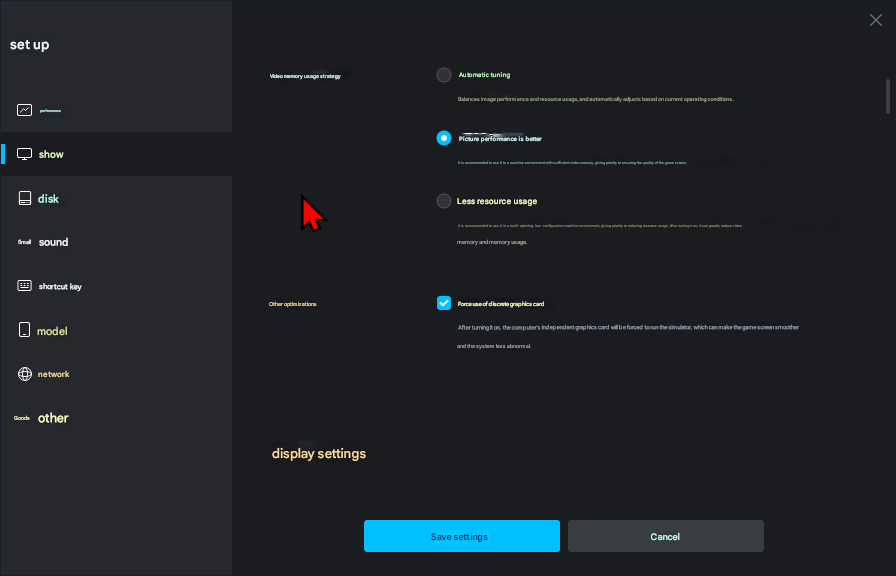 set up
performance
show
disk
Small sound
shortcut key
model
network
Goods other
Video memory usage strategy
Automatic tuning
Balances image performance and resource usage, and automatically adjusts based on current operating conditions.
Picture performance is better
It is recommended to use it in a machine environment with sufficient video memory, giving priority to ensuring the quality of the game screen.
Less resource usage
It is recommended to use it in a multi-opening, low-configuration machine environment, giving priority to reducing resource usage. After turning it on, it can greatly reduce video
memory and memory usage.
Other optimizations
Force use of discrete graphics card
After turning it on, the computer's independent graphics card will be forced to run the simulator, which can make the game screen smoother
and the system less abnormal.
display settings
Save settings
Cancel